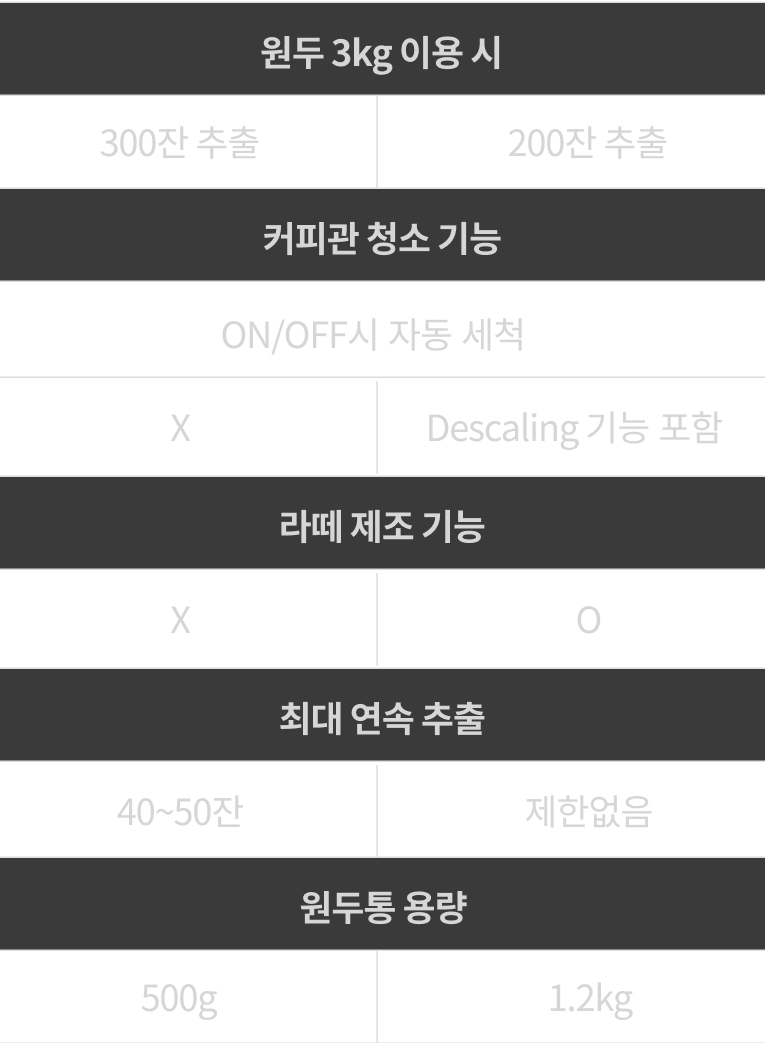 원두 3kg 이용 시
300잔 추출 200잔 추출
커피관 청소 기능
ON/OFF시 자동 세척
X Descaling 기능 포함
라떼 제조 기능
X O
최대 연속 추출
40~50잔 제한없음
원두통 용량
500g 1.2kg